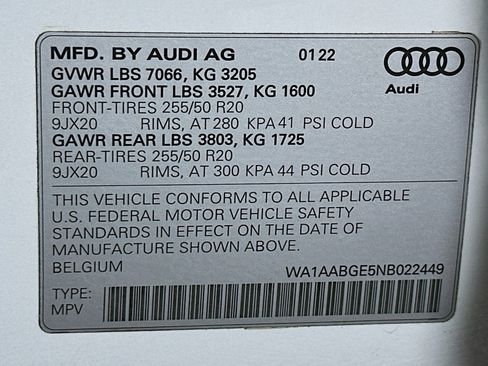 MFD. BY AUDI AG 0122
GVWR LBS 7066, KG 3205
GAWR FRONT LBS 3527, KG 1600
FRONT-TIRES 255/50 R20
9JX20 RIMS, AT 280 KPA 41 PSI COLD
GAWR REAR LBS 3803, KG 1725
REAR-TIRES 255/50 R20
9JX20 RIMS, AT 300 KPA 44 PSI COLD
Audi
THIS VEHICLE CONFORMS TO ALL APPLICABLE
U.S. FEDERAL MOTOR VEHICLE SAFETY
STANDARDS IN EFFECT ON THE DATE OF
MANUFACTURE SHOWN ABOVE.
BELGIUM WA1AABGE5NB022449
TYPE:
MPV